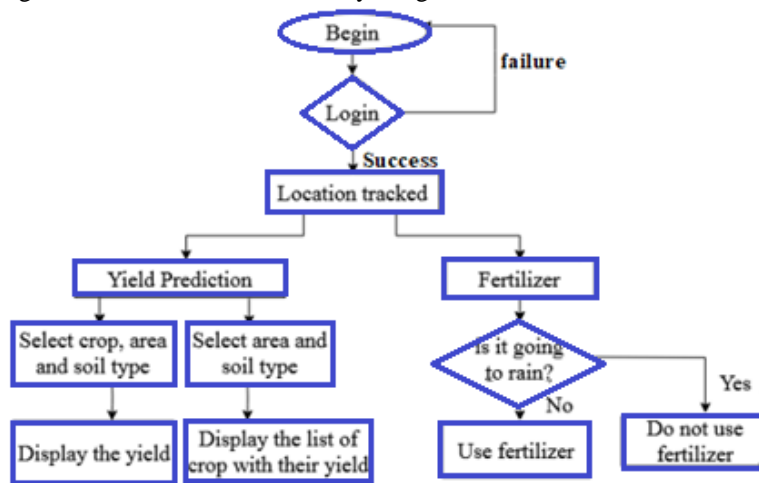 Begin
failure
Login
Success
Location tracked
Yield Prediction
Fertilizer
Select crop, area
and soil type
Select area and
soil type
Is it going
to rain?
Yes
No
Display the yield
Display the list of
crop with their yield
Use fertilizer
Do not use
fertilizer